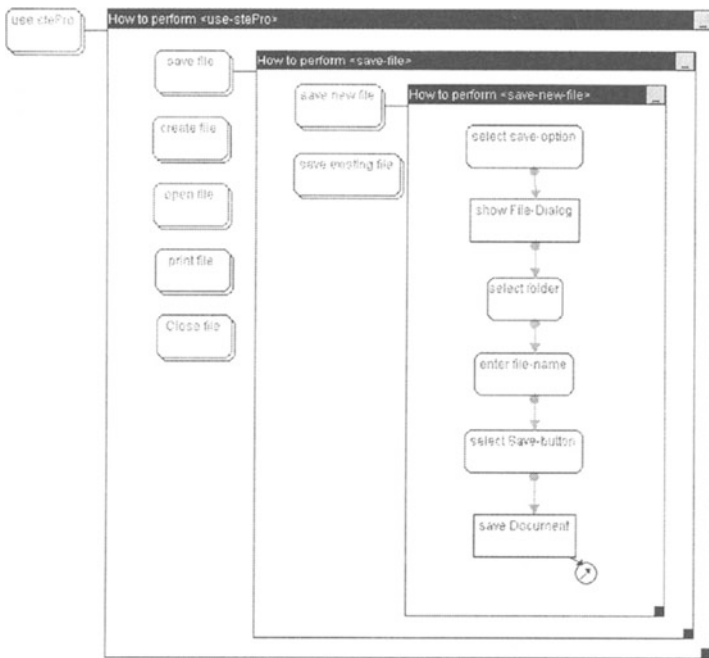 use stePro
How to perform <use-stePro>
save file
create file
open file
print file
Close file
How to perform <save-file>
save new file
save existing file
How to perform <save-new-file>
select save-option
show File-Dialog
select folder
enter file-name
select Save-button
save Document